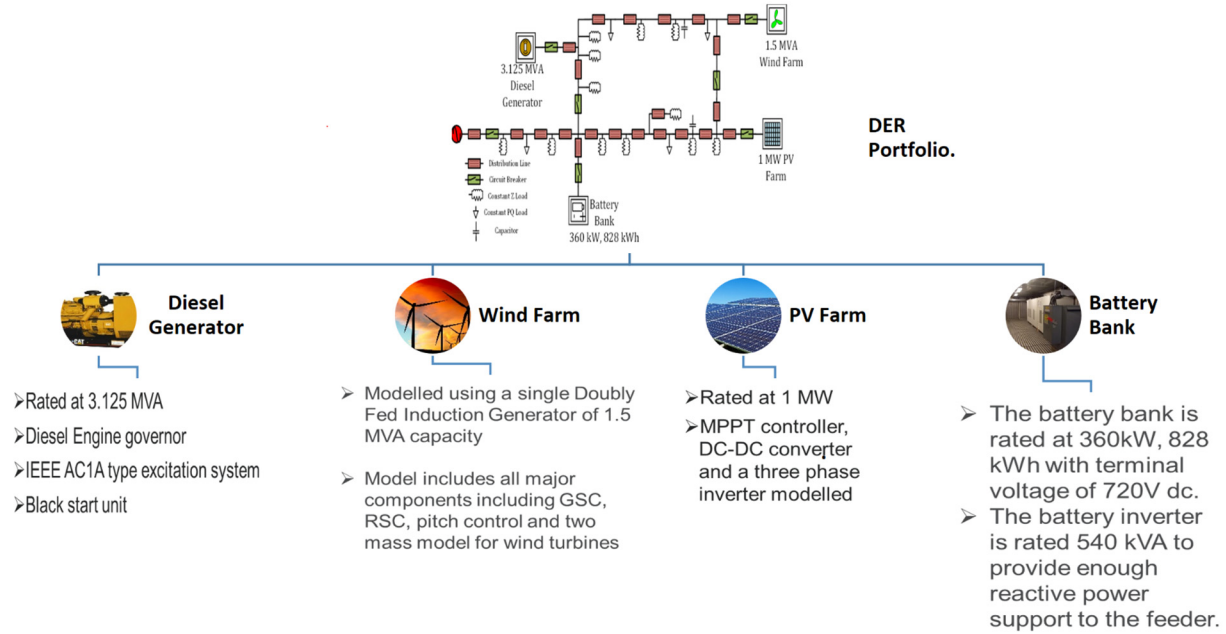 1.5 MVA
Wind Farm
3.125 MVA
Diesel
Generator
DER
Portfolio.
1 MW PV
Farm
Distribution Line
Circuit Breaker
Constant Z Load
Constant PQ Load
Capacitor
Battery
Bank
360 kW, 828 kWh
Diesel
Generator
Wind Farm
PV Farm
Battery
Bank
CAT
➢Rated at 3.125 MVA
➢Diesel Engine governor
➢IEEE AC1A type excitation system
➢Black start unit
➢ Modelled using a single Doubly
Fed Induction Generator of 1.5
MVA capacity
➢ Model includes all major
components including GSC,
RSC, pitch control and two
mass model for wind turbines
➢Rated at 1 MW
➢MPPT controller,
DC-DC converter
and a three phase
inverter modelled
➢ The battery bank is
rated at 360kW, 828
kWh with terminal
voltage of 720V dc.
➢ The battery inverter
is rated 540 kVA to
provide enough
reactive power
support to the feeder.